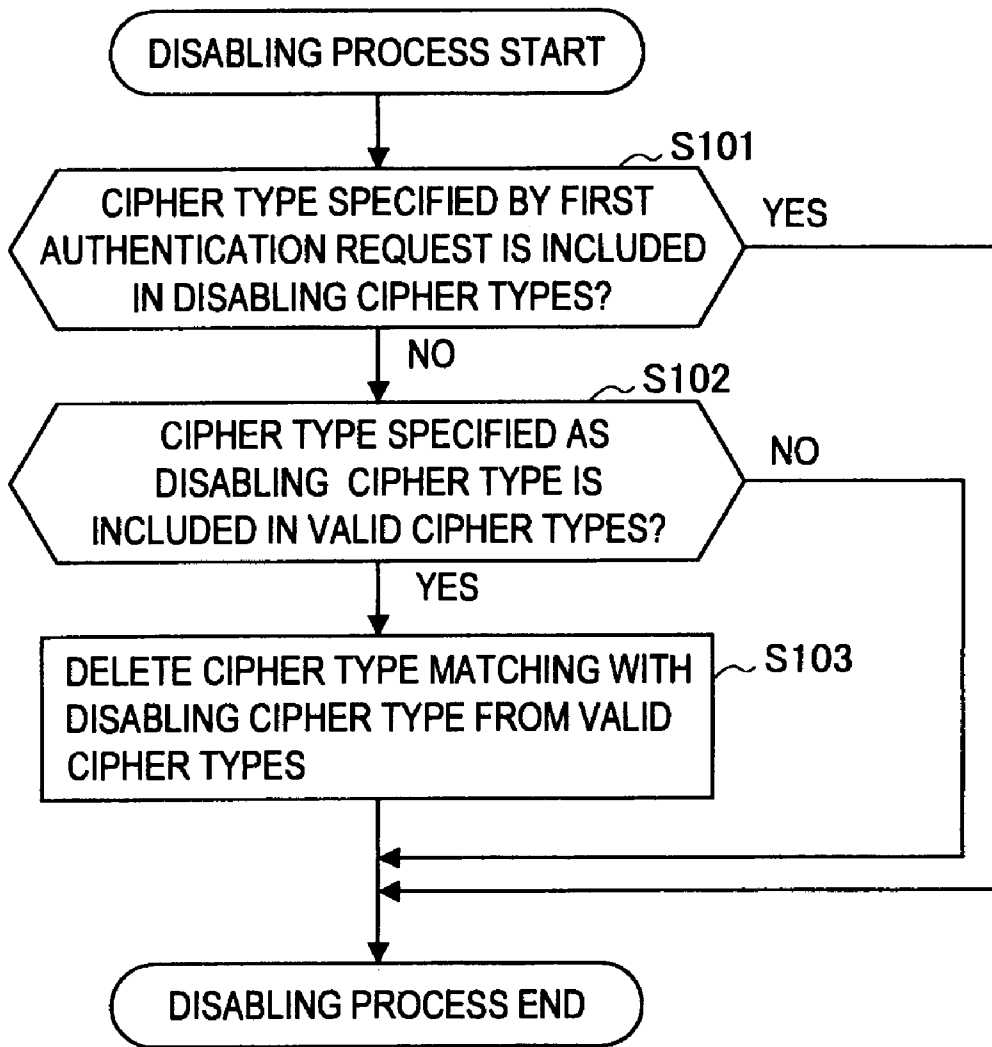 DISABLING PROCESS START
S101
CIPHER TYPE SPECIFIED BY FIRST
AUTHENTICATION REQUEST IS INCLUDED
IN DISABLING CIPHER TYPES?
YES
NO
S102
CIPHER TYPE SPECIFIED AS
DISABLING CIPHER TYPE IS
INCLUDED IN VALID CIPHER TYPES?
NO
YES
S103
DELETE CIPHER TYPE MATCHING WITH
DISABLING CIPHER TYPE FROM VALID
CIPHER TYPES
DISABLING PROCESS END